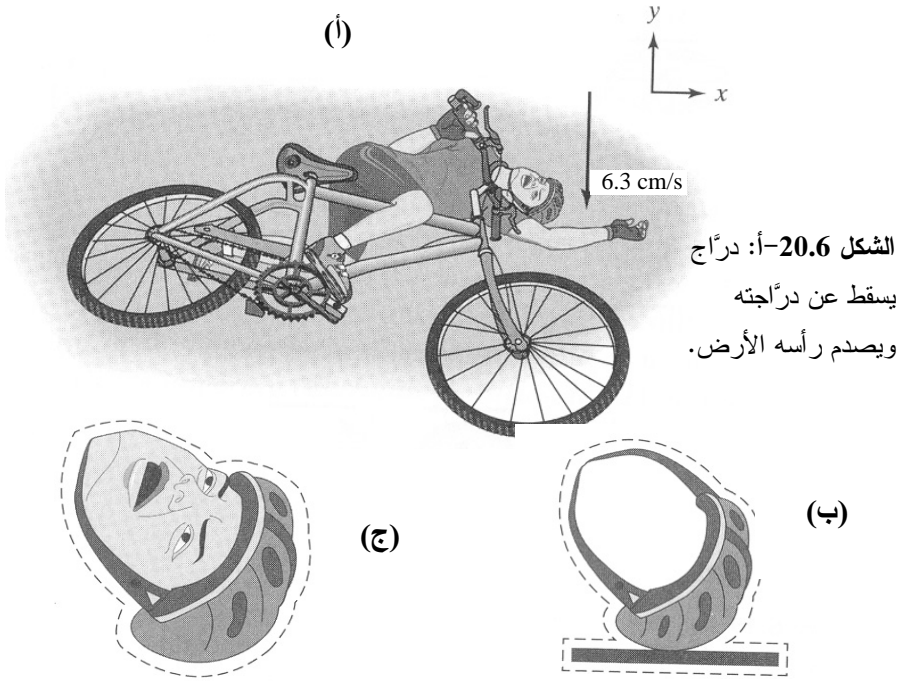 (أ)
y
x
6.3 cm/s
الشكل 20.6-أ: درَّاج
يسقط عن درَّاجته
ويصدم رأسه الأرض.
(ب)
(ج)